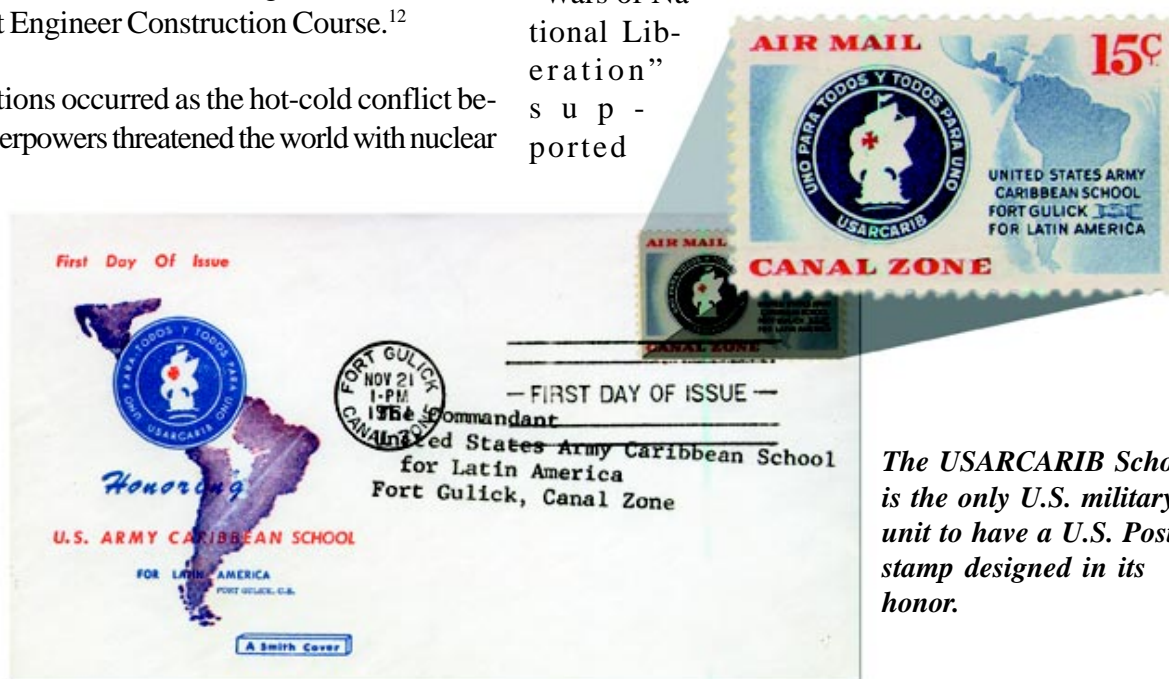 t Engineer Construction Course.¹²
tions occurred as the hot-cold conflict be-
erpowers threatened the world with nuclear
tional Lib-
eration”
s u p -
ported
AIR MAIL 15¢
UNO PARA TODOS Y TODOS PARA UNO
USARCARIB
UNITED STATES ARMY
CARIBBEAN SCHOOL
FORT GULICK
FOR LATIN AMERICA
CANAL ZONE
First Day Of Issue
UNO PARA TODOS Y TODOS PARA UNO
USARCARIB
Honoring
U.S. ARMY CARIBBEAN SCHOOL
FOR LATIN AMERICA
FORT GULICK, C.Z.
A Smith Cover
AIR MAIL
CANAL ZONE
FORT GULICK
NOV 21
1-PM
CANAL ZONE
— FIRST DAY OF ISSUE —
The Commandant
United States Army Caribbean School
for Latin America
Fort Gulick, Canal Zone
The USARCARIB Scho
is the only U.S. military
unit to have a U.S. Post
stamp designed in its
honor.